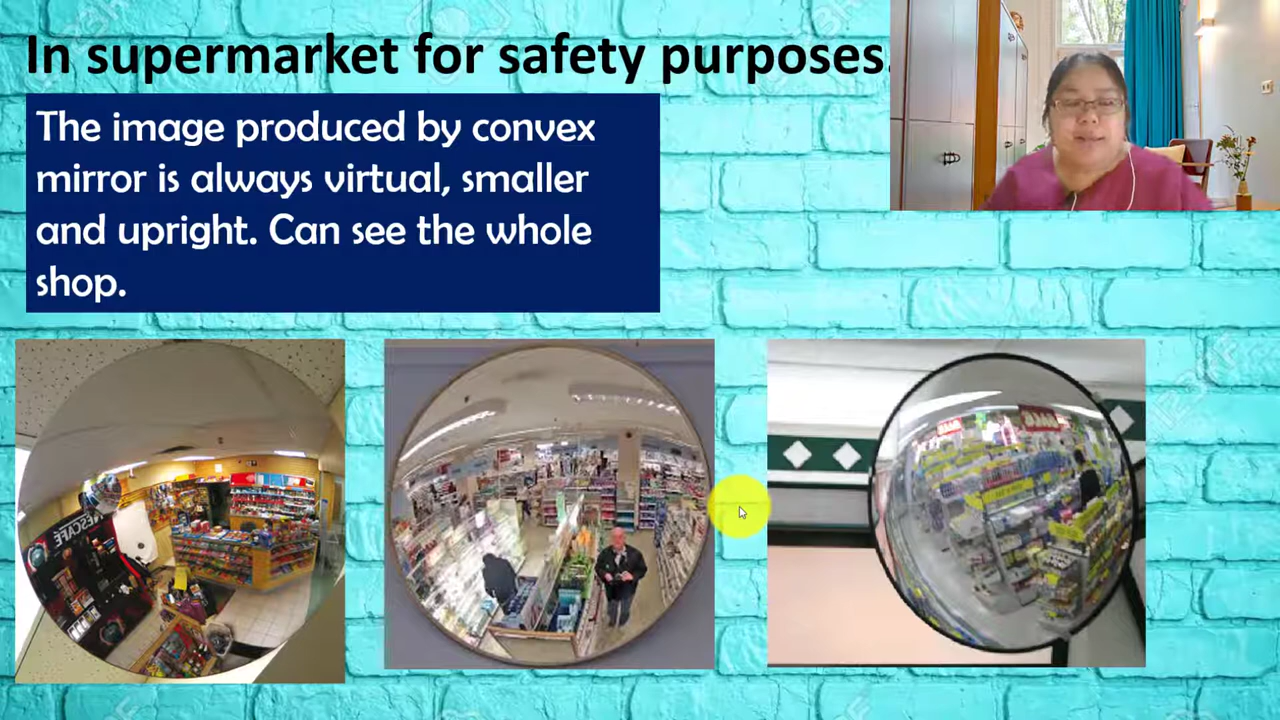 In supermarket for safety purposes.
The image produced by convex
mirror is always virtual, smaller
and upright. Can see the whole
shop.
NESCAFÉ